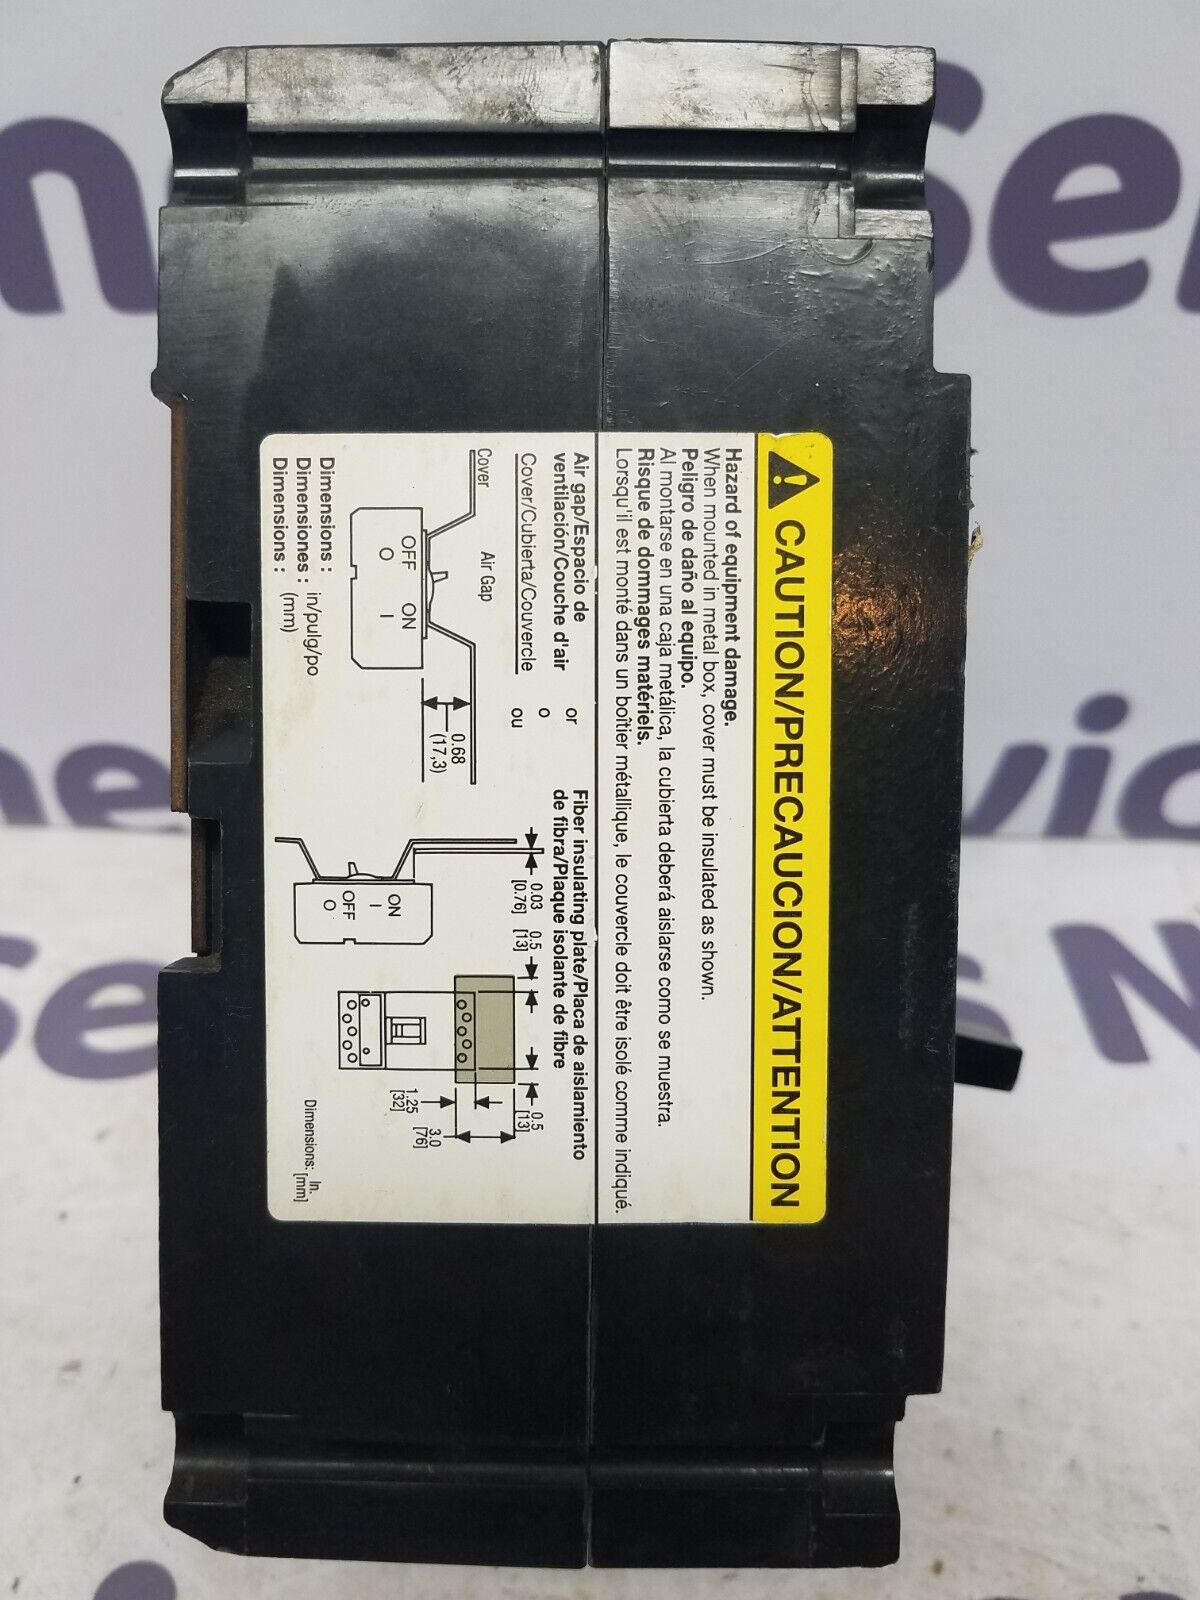 CAUTION/PRECAUCION/ATTENTION
Hazard of equipment damage.
When mounted in metal box, cover must be insulated as shown.
Peligro de daño al equipo.
Al montarse en una caja metálica, la cubierta deberá aislarse como se muestra.
Risque de dommages matériels.
Lorsqu'il est monté dans un boîtier métallique, le couvercle doit être isolé comme indiqué.
Air gap/Espacio de
ventilación/Couche d'air
Cover/Cubierta/Couvercle
or
o
ou
Fiber insulating plate/Placa de aislamiento
de fibra/Plaque isolante de fibre
Cover
Air Gap
OFF
O
ON
I
0.68
(17,3)
Dimensions :
Dimensiones : in/pulg/po
Dimensions : (mm)
0.03
[0.76]
0.5
[13]
0.5
[13]
ON
I
OFF
O
1.25
[32]
3.0
[76]
Dimensions: In.
[mm]